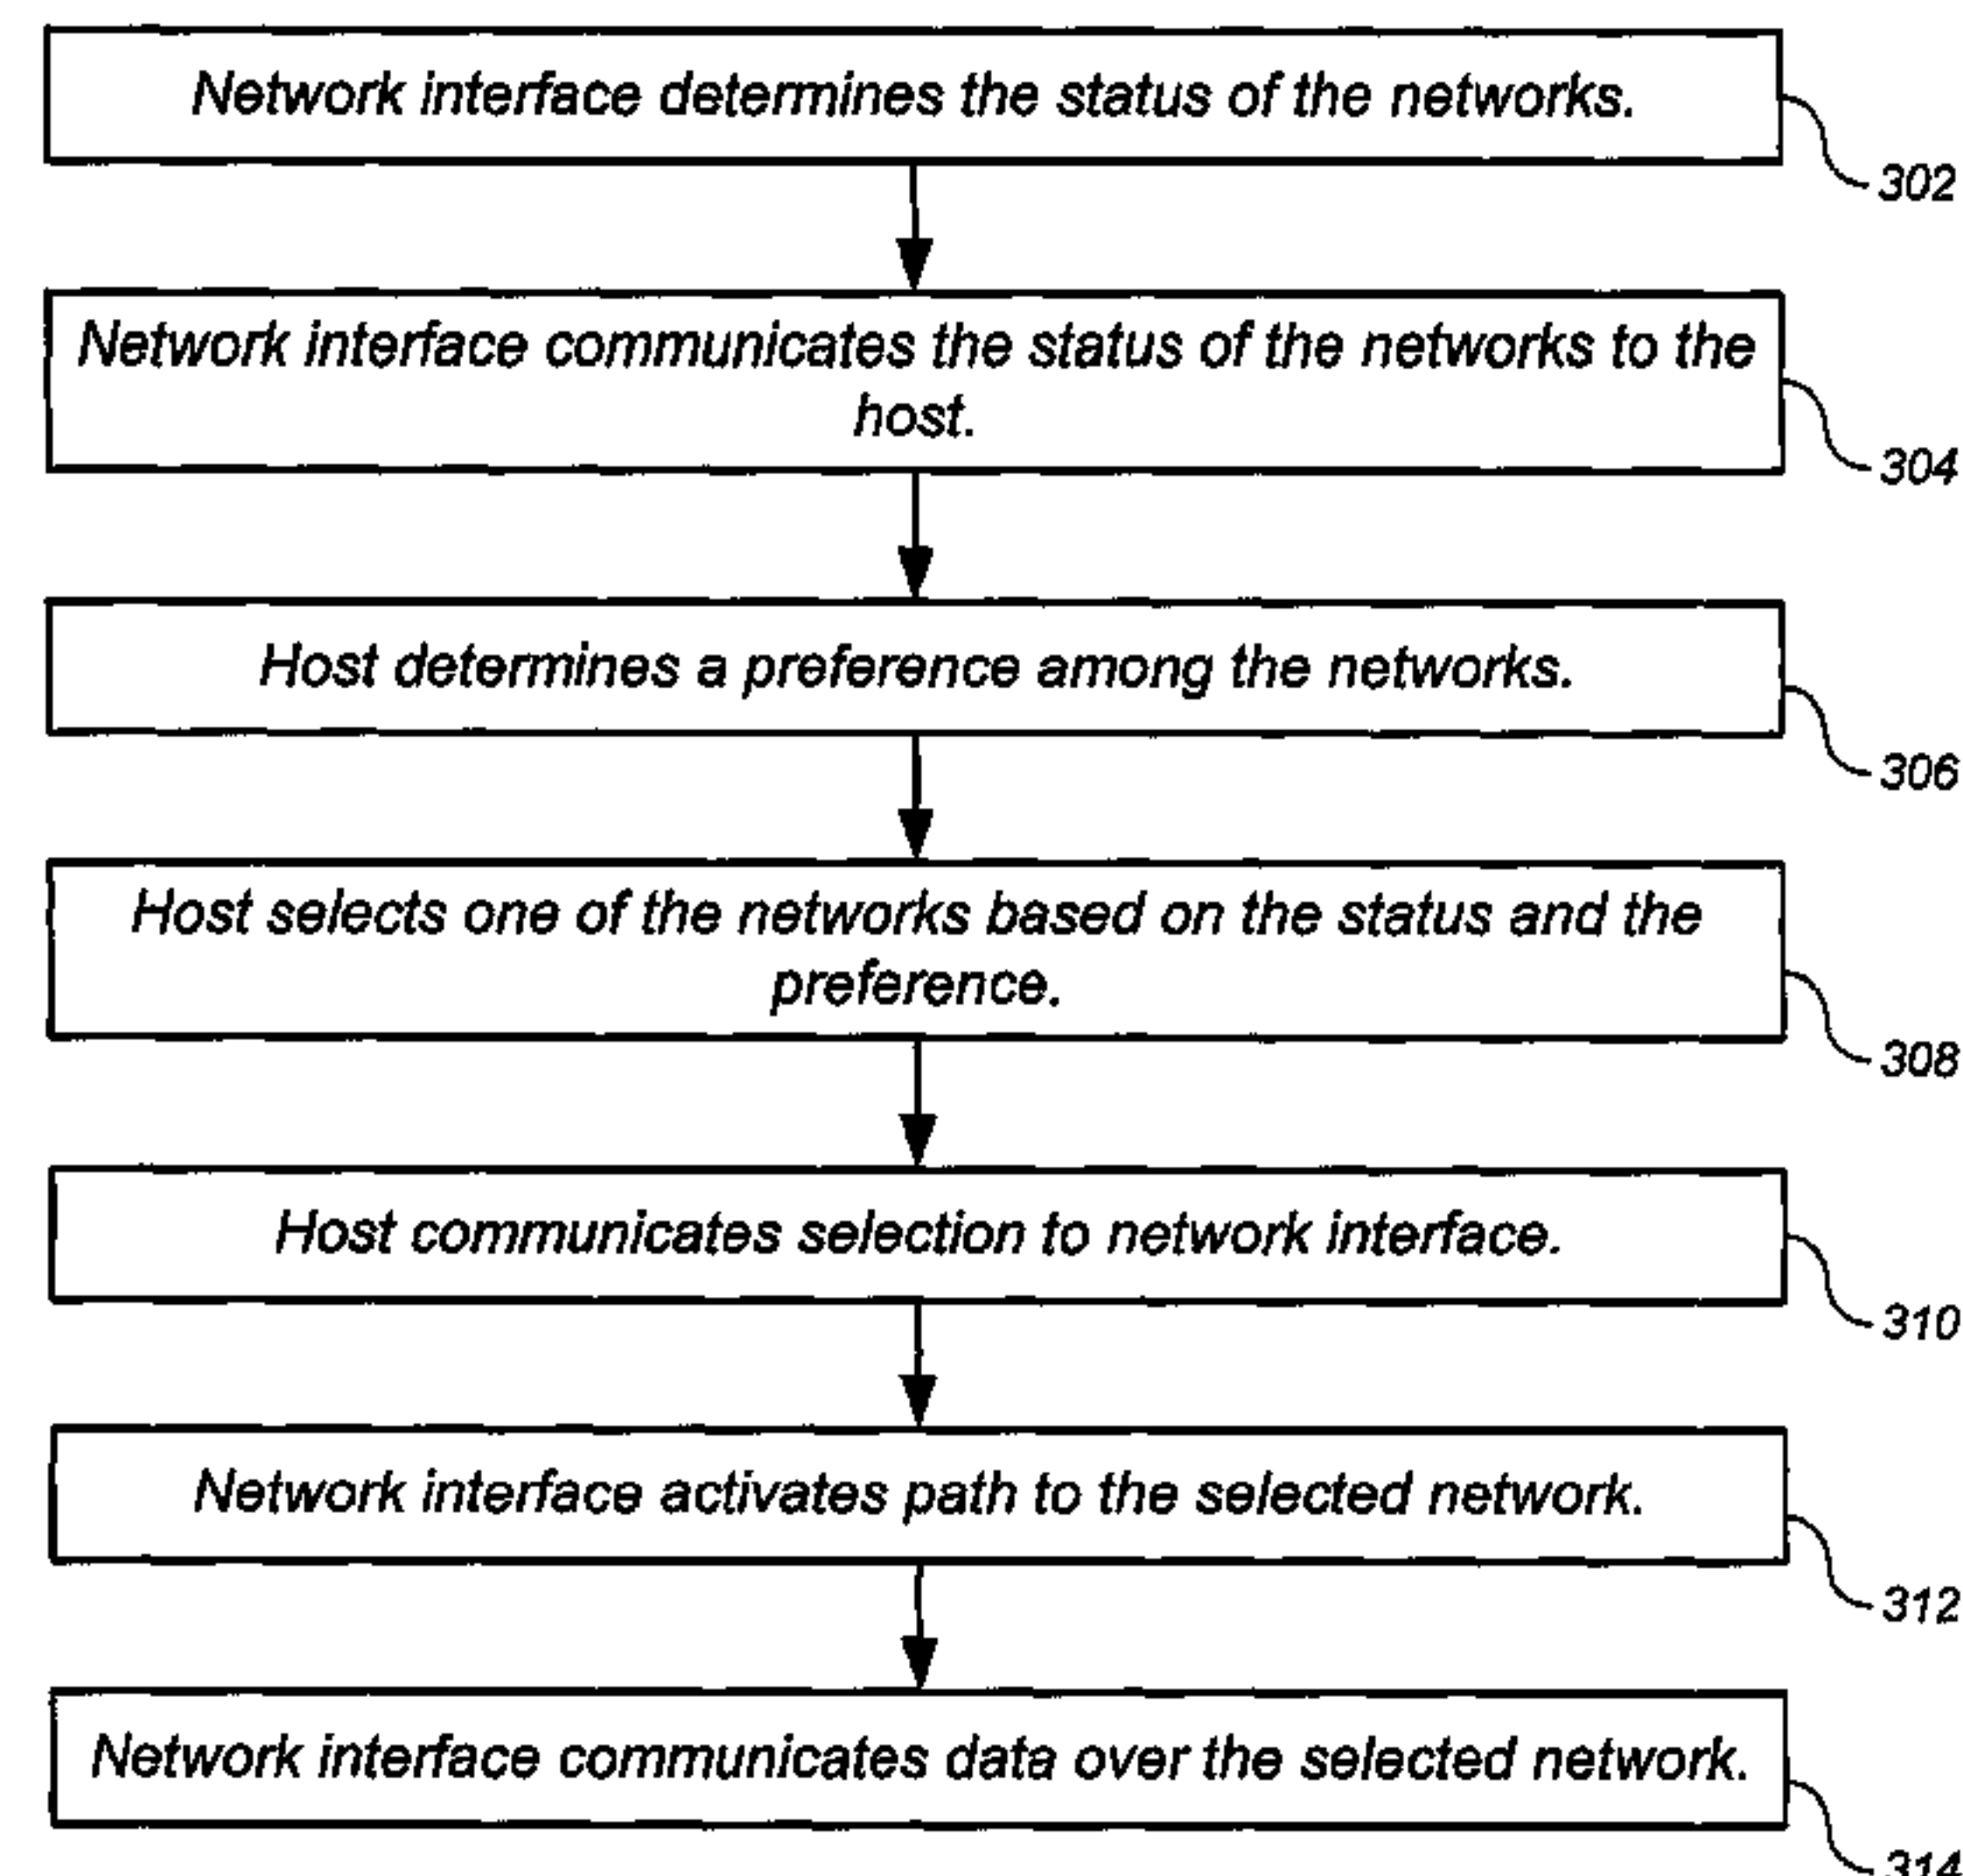 Network interface determines the status of the networks.
302
Network interface communicates the status of the networks to the
host.
304
Host determines a preference among the networks.
306
Host selects one of the networks based on the status and the
preference.
308
Host communicates selection to network interface.
310
Network interface activates path to the selected network.
312
Network interface communicates data over the selected network.
314